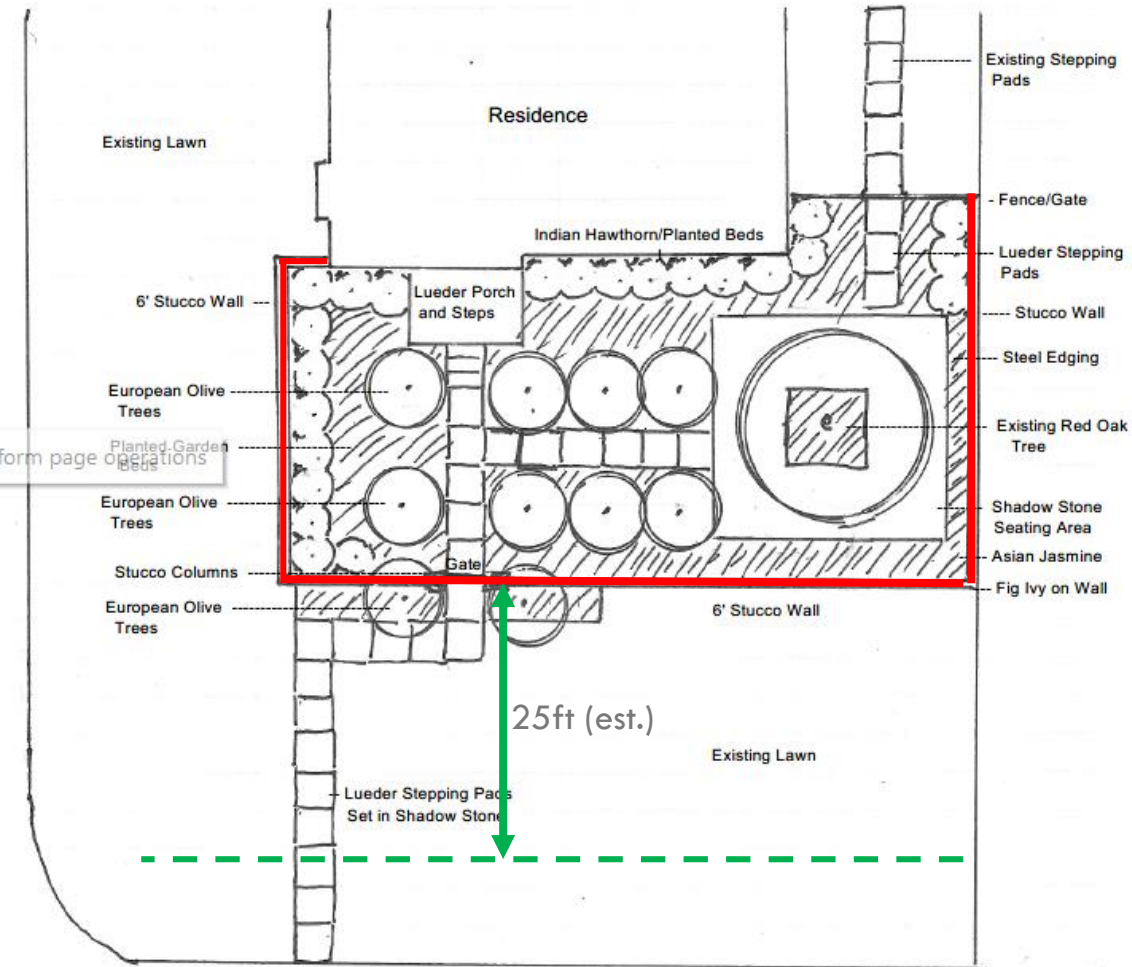 Existing Stepping
Pads
Residence
Existing Lawn
Fence/Gate
Indian Hawthorn/Planted Beds
Lueder Stepping
Pads
6' Stucco Wall
Lueder Porch
and Steps
Stucco Wall
Steel Edging
European Olive
Trees
Existing Red Oak
Tree
Planted Garden
Beds
form page operations
European Olive
Trees
Shadow Stone
Seating Area
Asian Jasmine
Stucco Columns
Gate
Fig Ivy on Wall
European Olive
Trees
6' Stucco Wall
25ft (est.)
Existing Lawn
Lueder Stepping Pads
Set in Shadow Stone